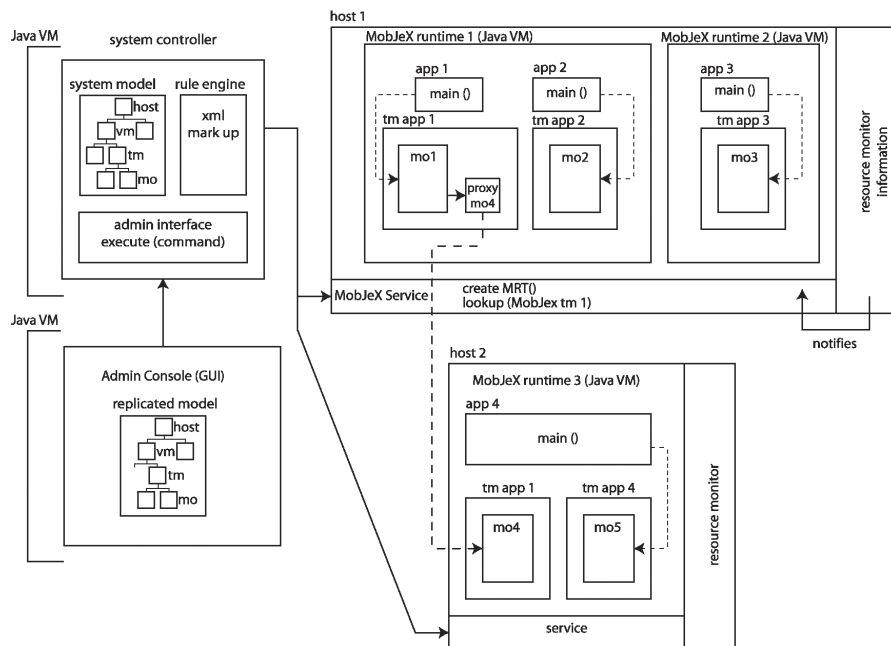 host 1
Java VM
system controller
system model
rule engine
host
vm
tm
mo
xml
mark up
admin interface
execute (command)
MobJeX runtime 1 (Java VM)
app 1
main ()
app 2
main ()
tm app 1
mo1
proxy
mo4
tm app 2
mo2
MobJeX runtime 2 (Java VM)
app 3
main ()
tm app 3
mo3
resource monitor
information
MobJeX Service
create MRT()
lookup (MobJex tm 1)
notifies
Java VM
Admin Console (GUI)
replicated model
host
vm
tm
mo
host 2
MobJeX runtime 3 (Java VM)
app 4
main ()
tm app 1
mo4
tm app 4
mo5
resource monitor
service